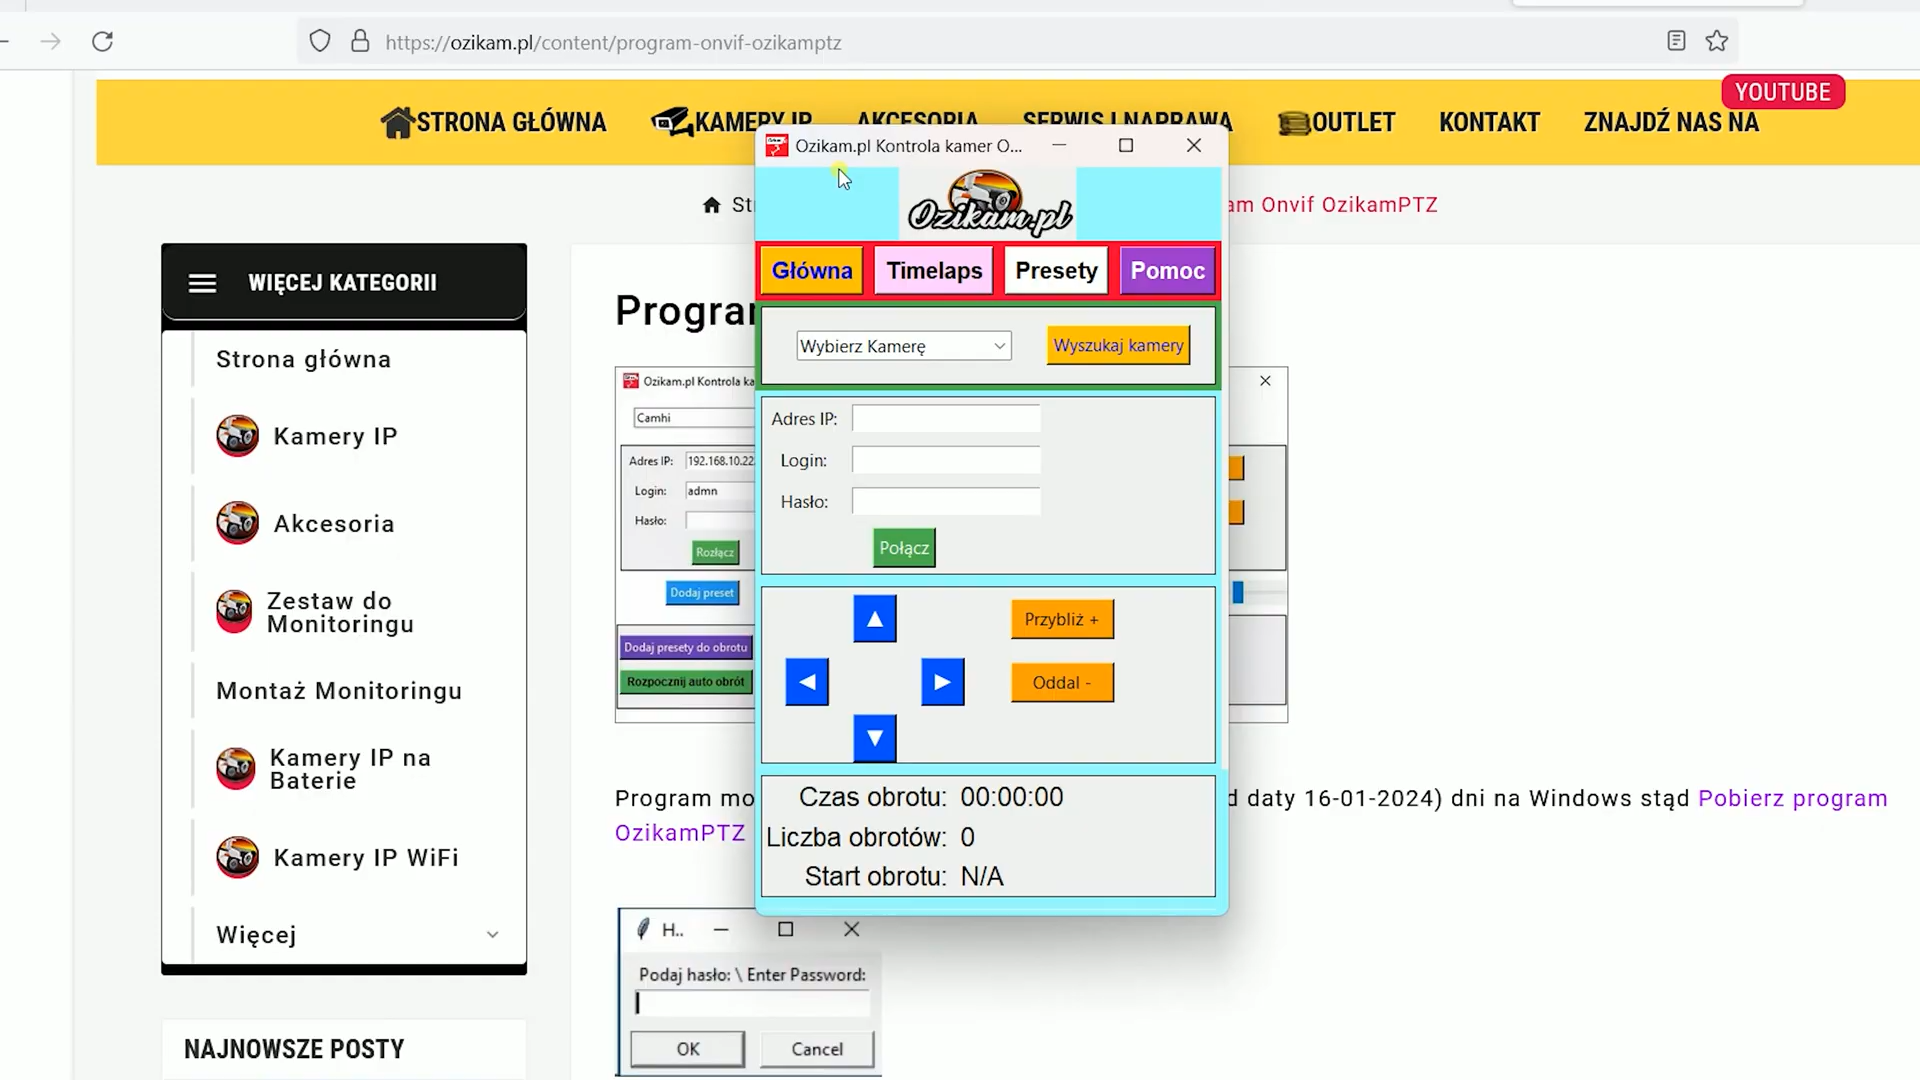 https://ozikam.pl/content/program-onvif-ozikamptz
YOUTUBE
STRONA GŁÓWNA
KAMERY IP
AKCESORIA
SERWIS I NAPRAWA
OUTLET
KONTAKT
ZNAJDŹ NAS NA
Onvif OzikamPTZ
WIĘCEJ KATEGORII
Strona główna
Kamery IP
Akcesoria
Zestaw do
Monitoringu
Montaż Monitoringu
Kamery IP na
Baterie
Kamery IP WiFi
Więcej
NAJNOWSZE POSTY
Ozikam.pl Kontrola kamer O...
Ozikam.pl
Główna
Timelaps
Presety
Pomoc
Wybierz Kamerę
Wyszukaj kamery
Adres IP:
Login:
Hasło:
Połącz
Przybliż +
Oddal -
Czas obrotu: 00:00:00
Liczba obrotów: 0
Start obrotu: N/A
Ozikam.pl Kontrola
Camhi
Adres IP: 192.168.10.22
Login: admn
Hasło:
Rozłącz
Dodaj preset
Dodaj presety do obrotu
Rozpocznij auto obrót
Program
daty 16-01-2024) dni na Windows stąd Pobierz program
OzikamPTZ
H..
Podaj hasło: \ Enter Password:
OK
Cancel